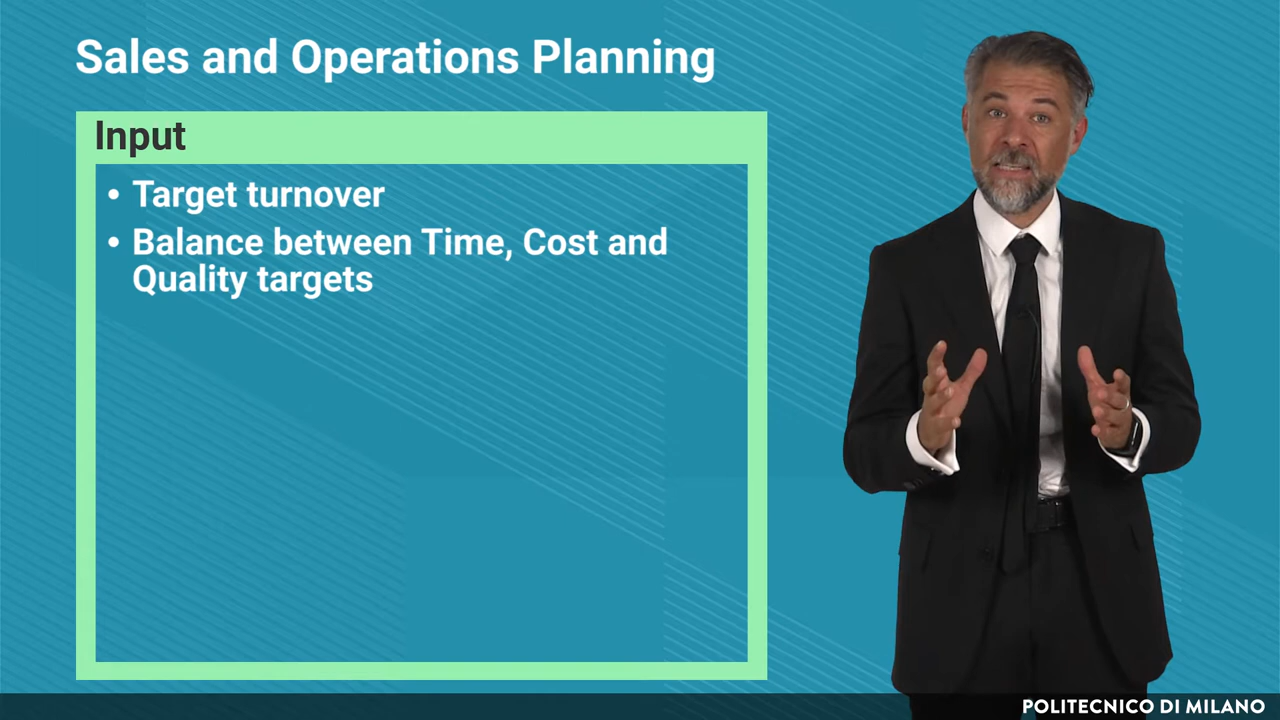 Sales and Operations Planning
Input
• Target turnover
• Balance between Time, Cost and
Quality targets
POLITECNICO DI MILANO